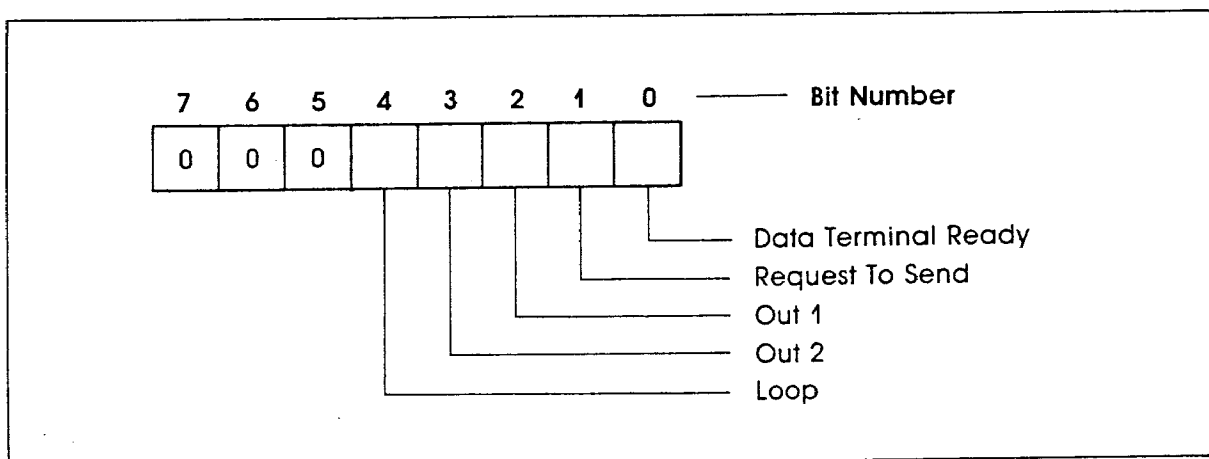 7 6 5 4 3 2 1 0 Bit Number
0 0 0
Data Terminal Ready
Request To Send
Out 1
Out 2
Loop